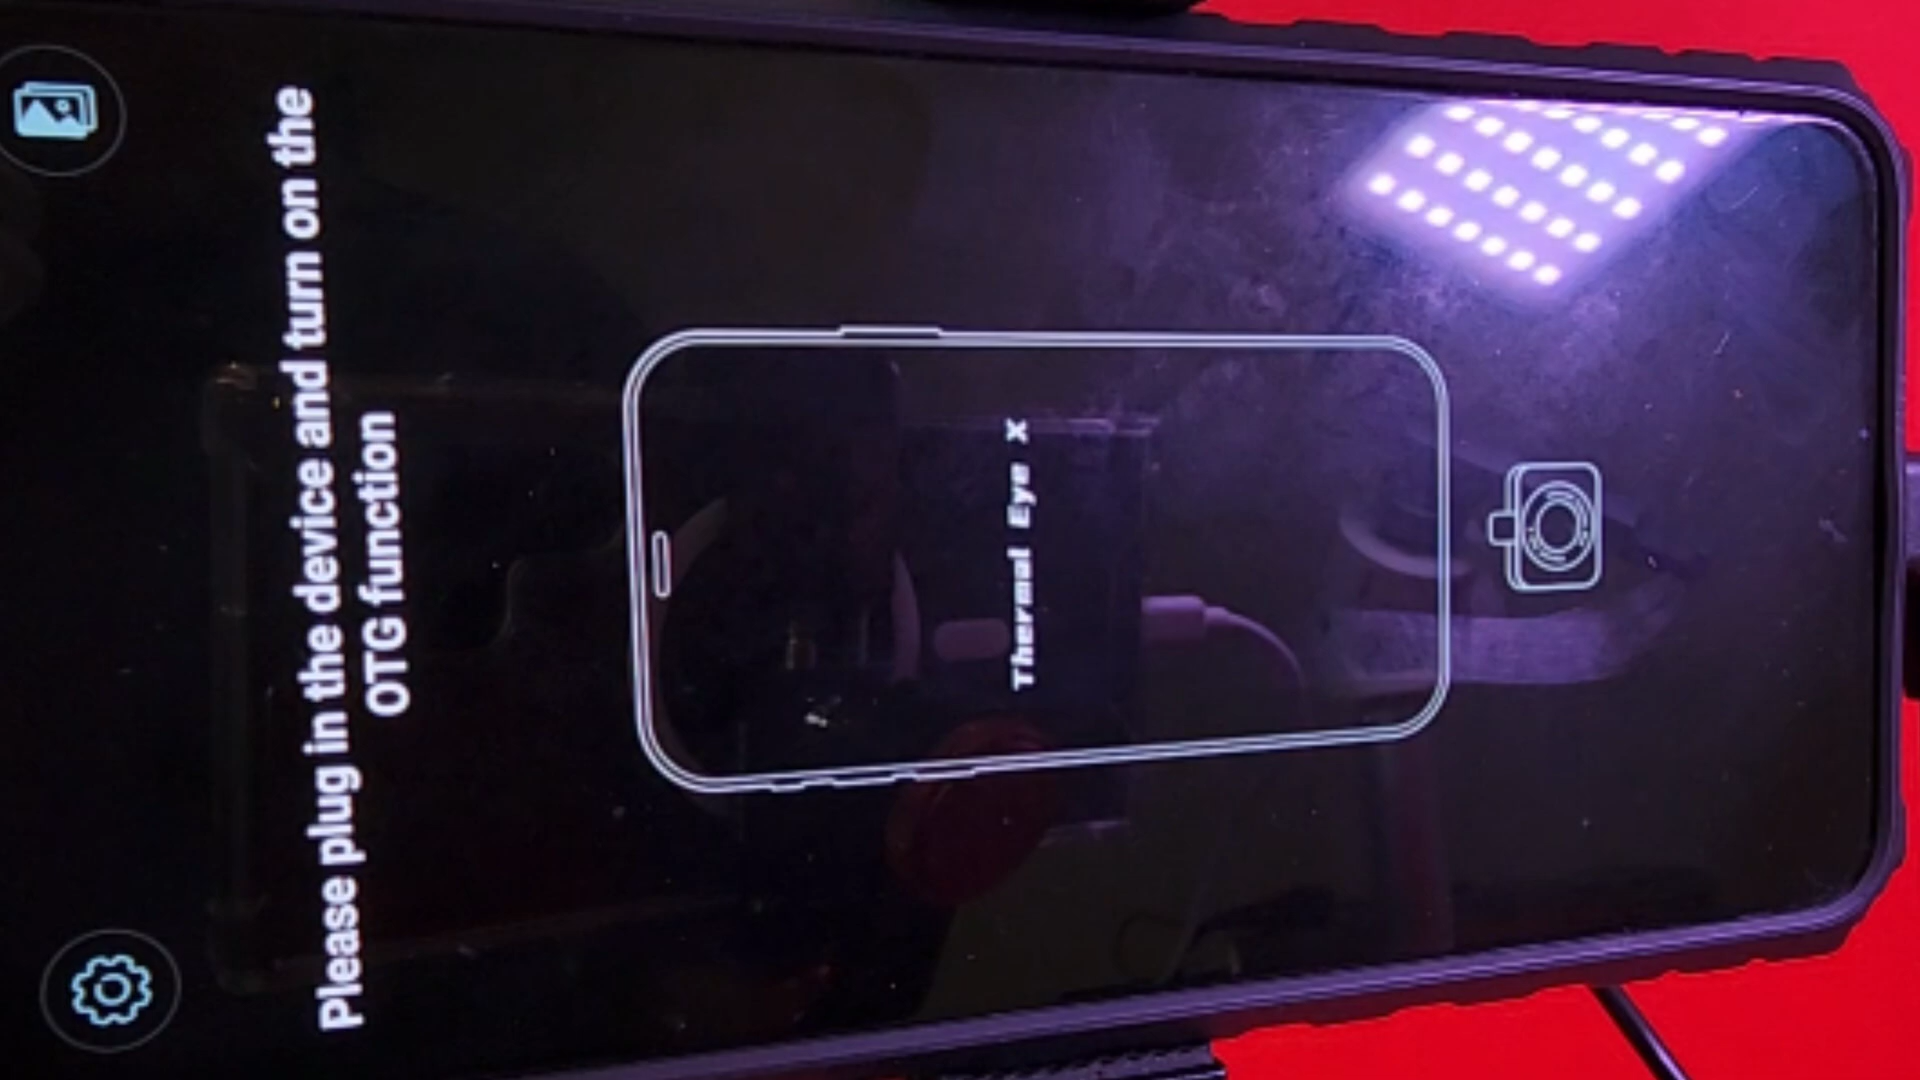 Please plug in the device and turn on the
OTG function
Thermal Eye X